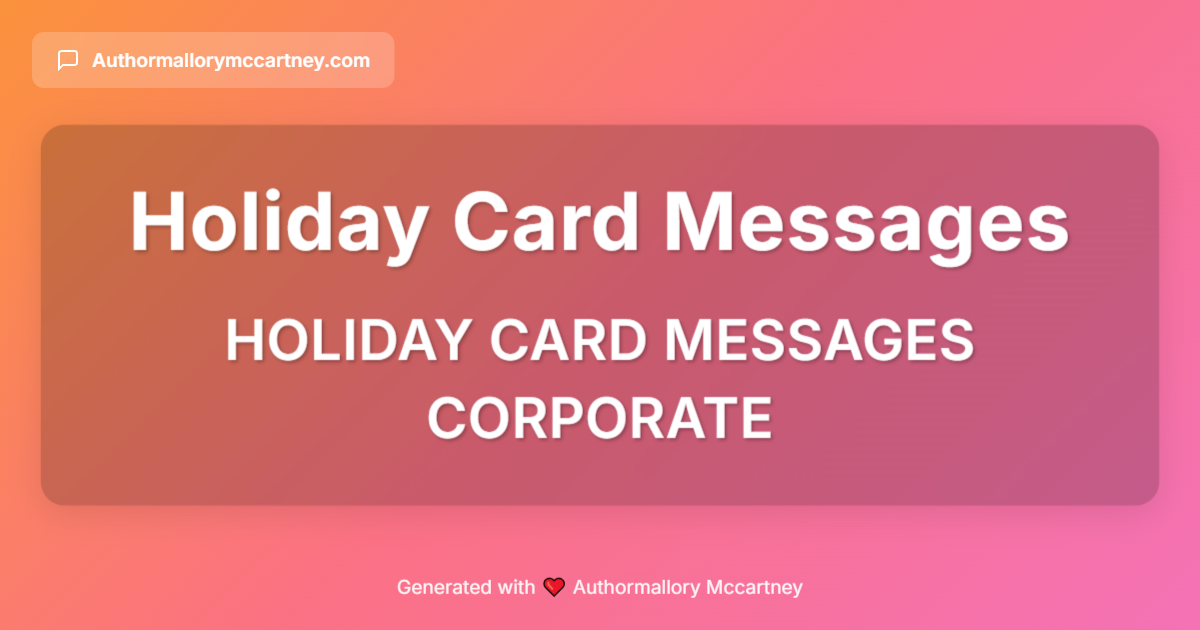 Authormallorymccartney.com
Holiday Card Messages
HOLIDAY CARD MESSAGES
CORPORATE
Generated with ❤️ Authormallory Mccartney